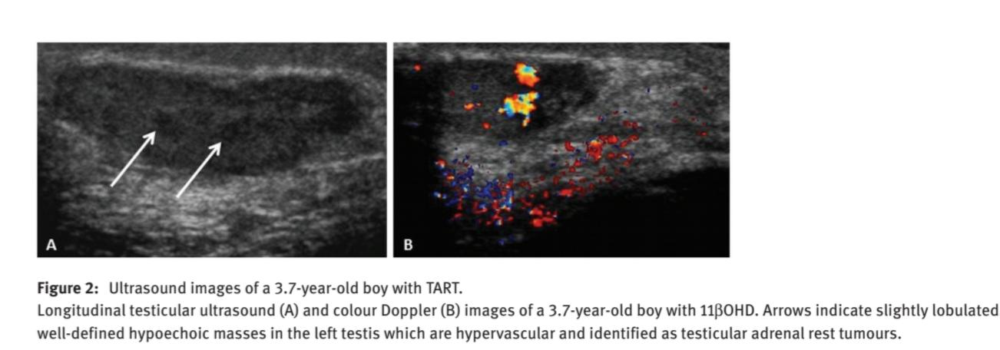 A
B
Figure 2: Ultrasound images of a 3.7-year-old boy with TART.
Longitudinal testicular ultrasound (A) and colour Doppler (B) images of a 3.7-year-old boy with 11βOHD. Arrows indicate slightly lobulated
well-defined hypoechoic masses in the left testis which are hypervascular and identified as testicular adrenal rest tumours.